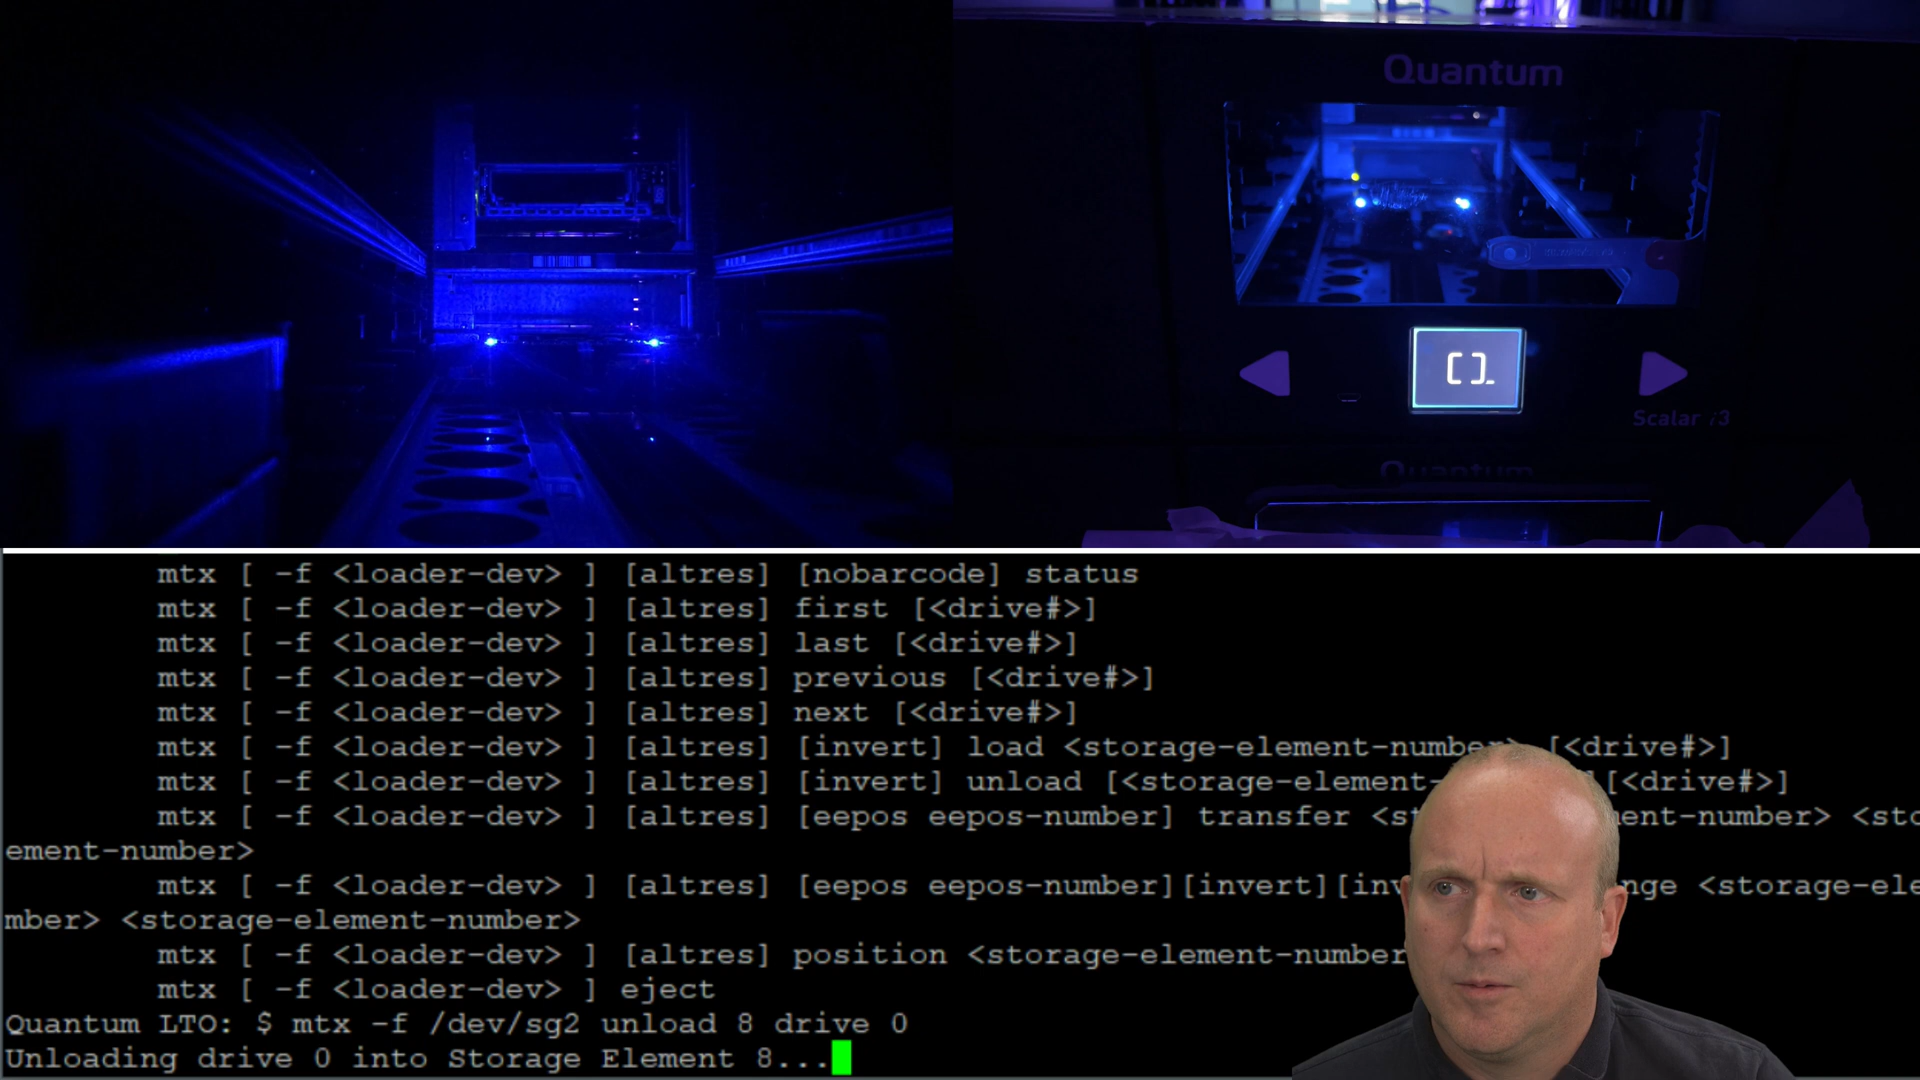 Quantum
Scalar i3
Quantum
mtx [ -f <loader-dev> ] [altres] [nobarcode] status
mtx [ -f <loader-dev> ] [altres] first [<drive#>]
mtx [ -f <loader-dev> ] [altres] last [<drive#>]
mtx [ -f <loader-dev> ] [altres] previous [<drive#>]
mtx [ -f <loader-dev> ] [altres] next [<drive#>]
mtx [ -f <loader-dev> ] [altres] [invert] load <storage-element-number> [<drive#>]
mtx [ -f <loader-dev> ] [altres] [invert] unload [<storage-element- [<drive#>]
mtx [ -f <loader-dev> ] [altres] [eepos eepos-number] transfer ent-number>
ement-number>
mtx [ -f <loader-dev> ] [altres] [eepos eepos-number][invert][inv nge <storage-ele
mber> <storage-element-number>
mtx [ -f <loader-dev> ] [altres] position <storage-element-number
mtx [ -f <loader-dev> ] eject
Quantum LTO: $ mtx -f /dev/sg2 unload 8 drive 0
Unloading drive 0 into Storage Element 8...